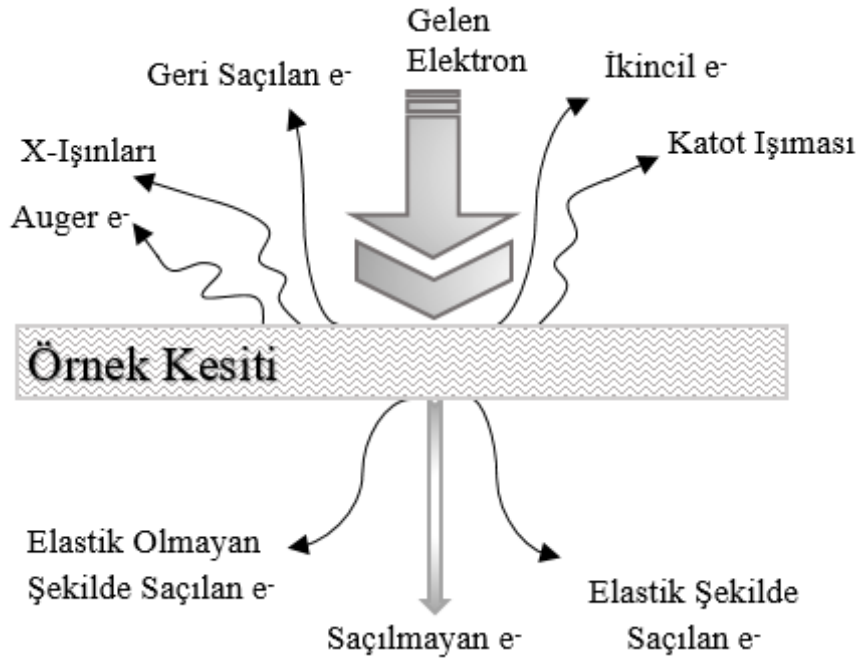 Gelen
Elektron
Geri Saçılan e-
İkincil e-
X-Işınları
Katot Işıması
Auger e-
Örnek Kesiti
Elastik Olmayan
Şekilde Saçılan e-
Saçılmayan e-
Elastik Şekilde
Saçılan e-